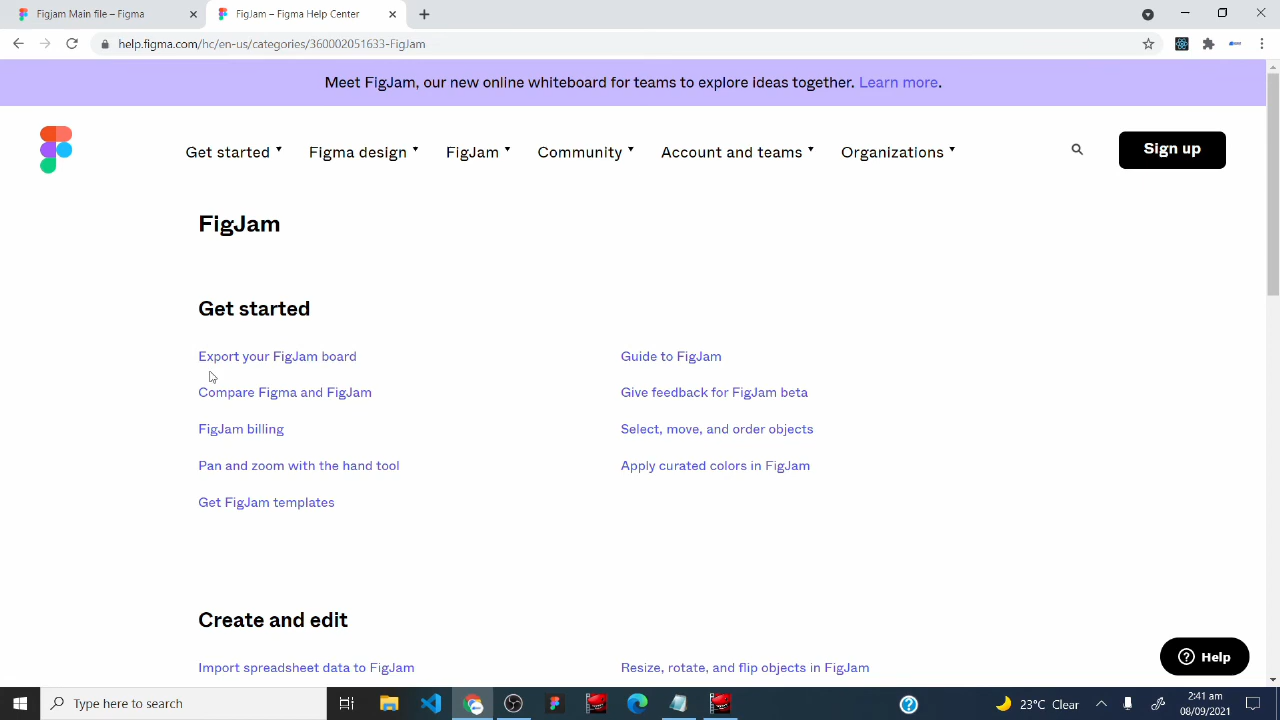 Figjam Main file – Figma
FigJam – Figma Help Center
help.figma.com/hc/en-us/categories/360002051633-FigJam
Meet FigJam, our new online whiteboard for teams to explore ideas together. Learn more.
Get started
Figma design
FigJam
Community
Account and teams
Organizations
Sign up
FigJam
Get started
Export your FigJam board
Guide to FigJam
Compare Figma and FigJam
Give feedback for FigJam beta
FigJam billing
Select, move, and order objects
Pan and zoom with the hand tool
Apply curated colors in FigJam
Get FigJam templates
Create and edit
Import spreadsheet data to FigJam
Resize, rotate, and flip objects in FigJam
Help
Type here to search
23°C Clear
2:41 am
08/09/2021